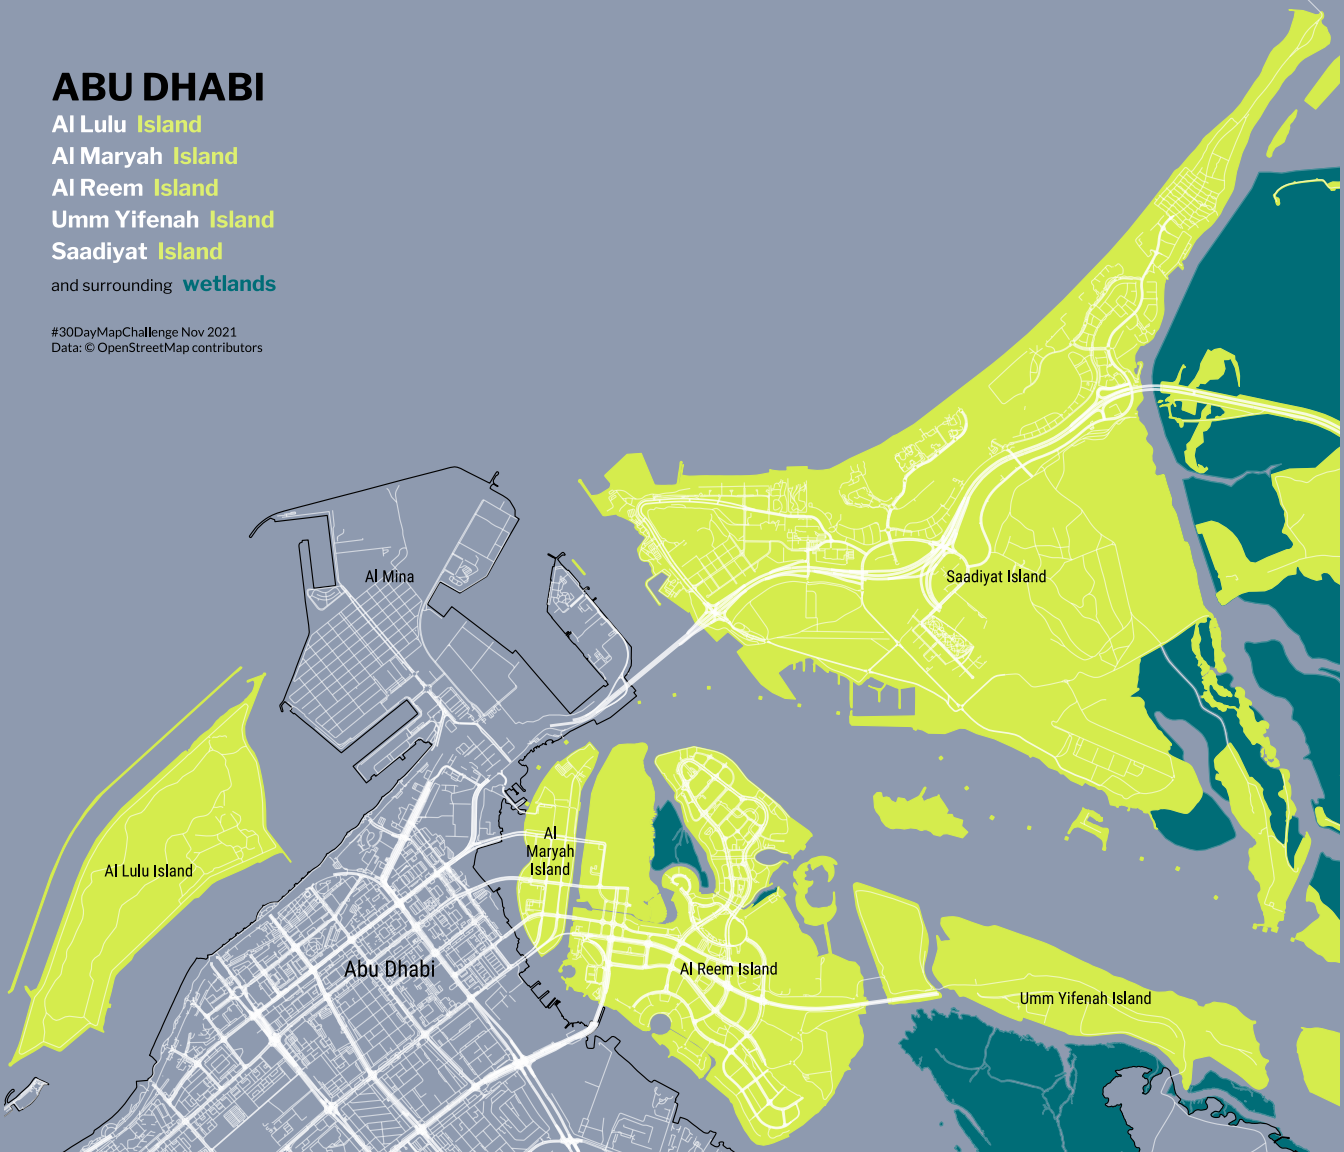 ABU DHABI
Al Lulu Island
Al Maryah Island
Al Reem Island
Umm Yifenah Island
Saadiyat Island
and surrounding wetlands
#30DayMapChallenge Nov 2021
Data: © OpenStreetMap contributors
Al Mina
Saadiyat Island
Al
Maryah
Island
Al Lulu Island
Abu Dhabi
Al Reem Island
Umm Yifenah Island